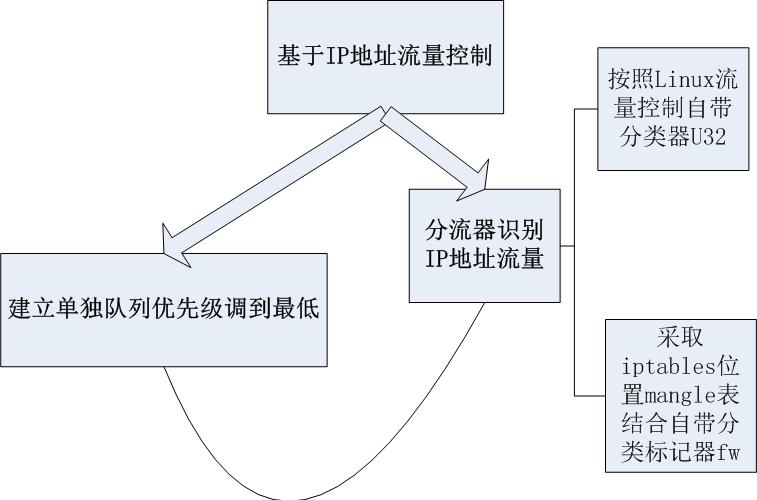 基于IP地址流量控制
按照Linux流
量控制自带
分类器U32
分流器识别
IP地址流量
建立单独队列优先级调到最低
采取
iptables位
置mangle表
结合自带分
类标记器fw